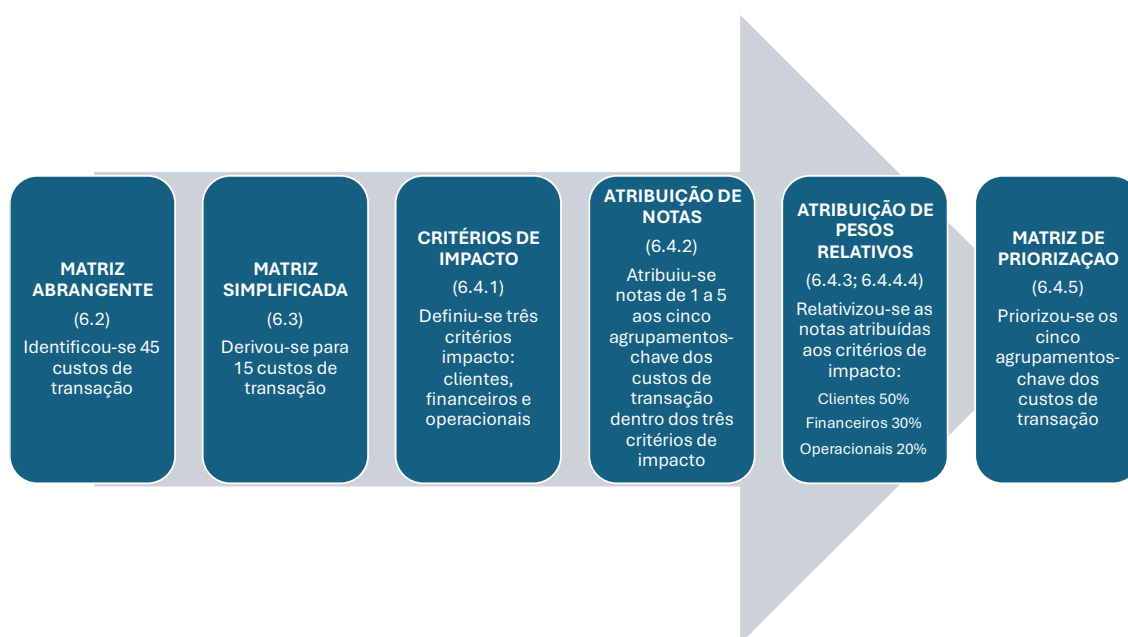 MATRIZ
ABRANGENTE
(6.2)
Identificou-se 45
custos de
transação
MATRIZ
SIMPLIFICADA
(6.3)
Derivou-se para
15 custos de
transação
CRITÉRIOS DE
IMPACTO
(6.4.1)
Definiu-se três
critérios
impacto:
clientes,
financeiros e
operacionais
ATRIBUIÇÃO DE
NOTAS
(6.4.2)
Atribuiu-se
notas de 1 a 5
aos cinco
agrupamentos-
chave dos
custos de
transação
dentro dos três
critérios de
impacto
ATRIBUIÇÃO DE
PESOS
RELATIVOS
(6.4.3; 6.4.4.4)
Relativizou-se as
notas atribuídas
aos critérios de
impacto:
Clientes 50%
Financeiros 30%
Operacionais 20%
MATRIZ DE
PRIORIZAÇAO
(6.4.5)
Priorizou-se os
cinco
agrupamentos-
chave dos
custos de
transação